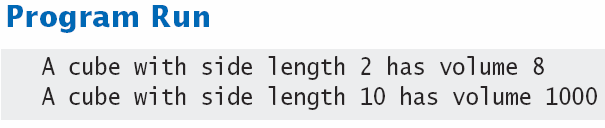 Program Run
A cube with side length 2 has volume 8
A cube with side length 10 has volume 1000